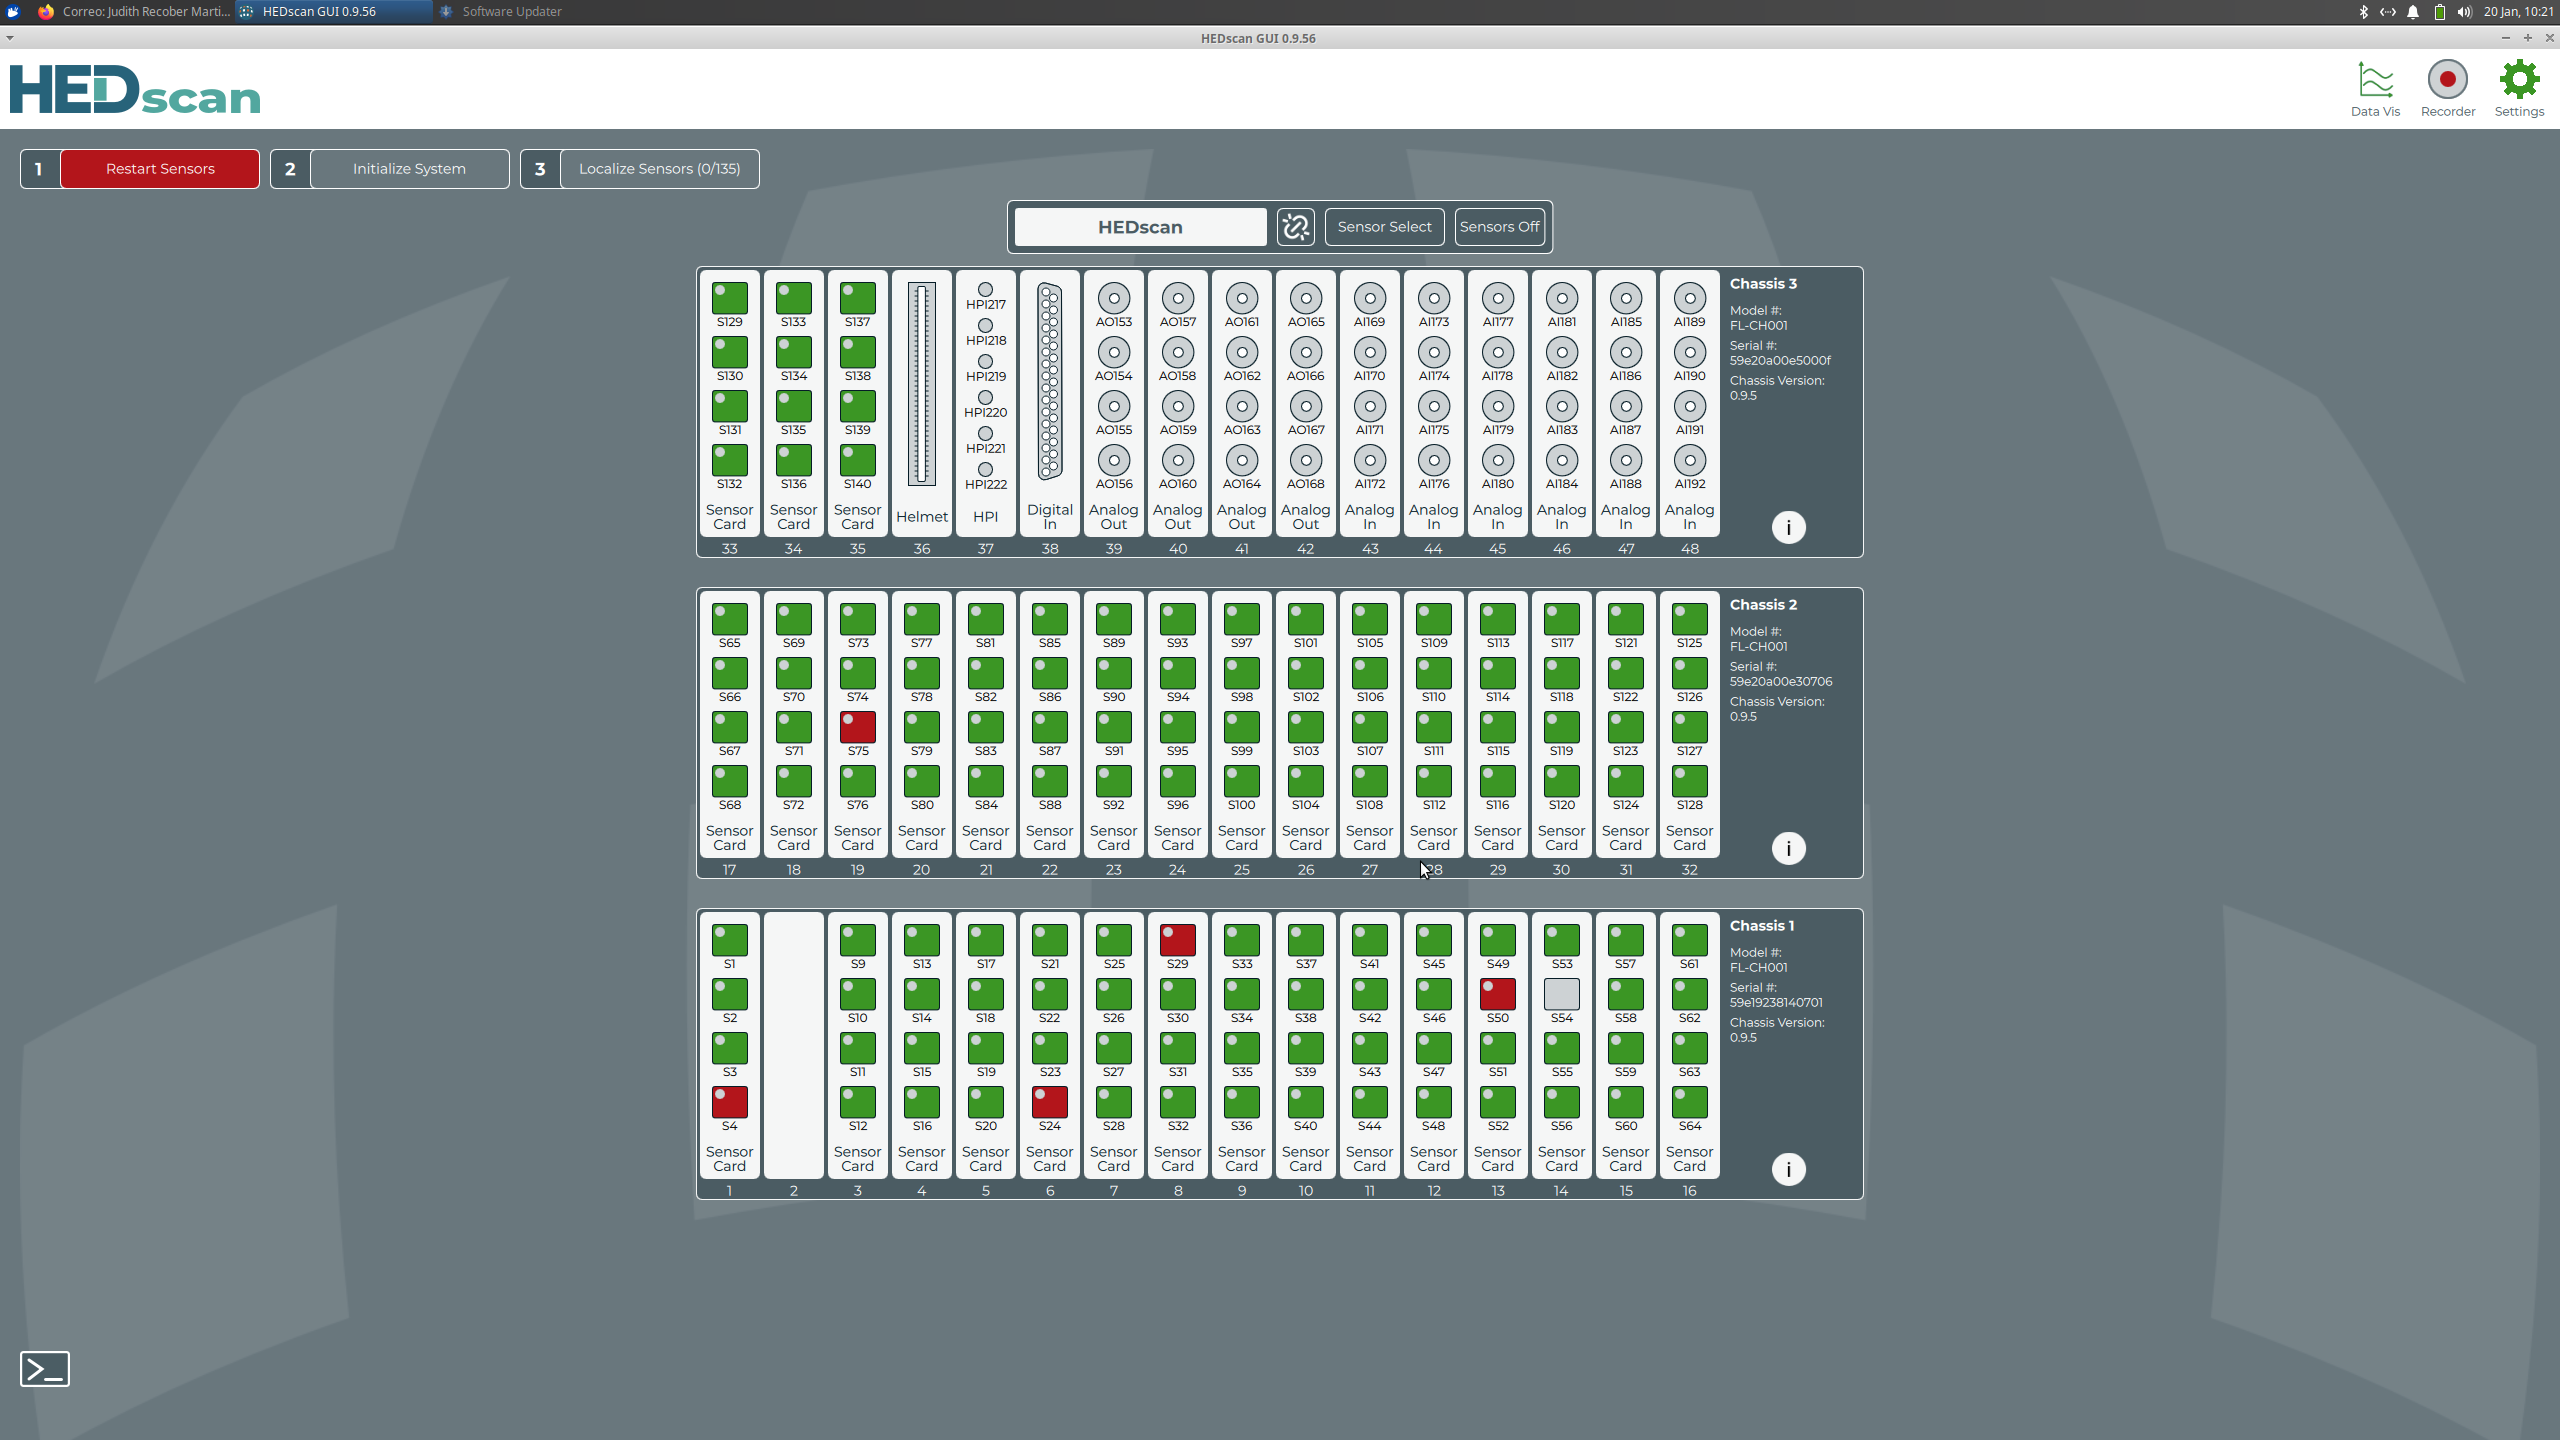 Correo: Judith Recober Marti... HEDscan GUI 0.9.56 Software Updater 20 Jan, 10:21
HEDscan GUI 0.9.56
HEDscan
Data Vis Recorder Settings
1 Restart Sensors 2 Initialize System 3 Localize Sensors (0/135)
HEDscan Sensor Select Sensors Off
S129 S133 S137 HPI217 AO153 AO157 AO161 AO165 AI169 AI173 AI177 AI181 AI185 AI189
S130 S134 S138 HPI218 AO154 AO158 AO162 AO166 AI170 AI174 AI178 AI182 AI186 AI190
HPI219
S131 S135 S139 HPI220 AO155 AO159 AO163 AO167 AI171 AI175 AI179 AI183 AI187 AI191
HPI221
S132 S136 S140 HPI222 AO156 AO160 AO164 AO168 AI172 AI176 AI180 AI184 AI188 AI192
Sensor Card Sensor Card Sensor Card Helmet HPI Digital In Analog Out Analog Out Analog Out Analog Out Analog In Analog In Analog In Analog In Analog In Analog In
33 34 35 36 37 38 39 40 41 42 43 44 45 46 47 48
Chassis 3
Model #:
FL-CH001
Serial #:
59e20a00e5000f
Chassis Version:
0.9.5
i
S65 S69 S73 S77 S81 S85 S89 S93 S97 S101 S105 S109 S113 S117 S121 S125
S66 S70 S74 S78 S82 S86 S90 S94 S98 S102 S106 S110 S114 S118 S122 S126
S67 S71 S75 S79 S83 S87 S91 S95 S99 S103 S107 S111 S115 S119 S123 S127
S68 S72 S76 S80 S84 S88 S92 S96 S100 S104 S108 S112 S116 S120 S124 S128
Sensor Card Sensor Card Sensor Card Sensor Card Sensor Card Sensor Card Sensor Card Sensor Card Sensor Card Sensor Card Sensor Card Sensor Card Sensor Card Sensor Card Sensor Card Sensor Card
17 18 19 20 21 22 23 24 25 26 27 28 29 30 31 32
Chassis 2
Model #:
FL-CH001
Serial #:
59e20a00e30706
Chassis Version:
0.9.5
i
S1 S9 S13 S17 S21 S25 S29 S33 S37 S41 S45 S49 S53 S57 S61
S2 S10 S14 S18 S22 S26 S30 S34 S38 S42 S46 S50 S54 S58 S62
S3 S11 S15 S19 S23 S27 S31 S35 S39 S43 S47 S51 S55 S59 S63
S4 S12 S16 S20 S24 S28 S32 S36 S40 S44 S48 S52 S56 S60 S64
Sensor Card Sensor Card Sensor Card Sensor Card Sensor Card Sensor Card Sensor Card Sensor Card Sensor Card Sensor Card Sensor Card Sensor Card Sensor Card Sensor Card Sensor Card
1 2 3 4 5 6 7 8 9 10 11 12 13 14 15 16
Chassis 1
Model #:
FL-CH001
Serial #:
59e19238140701
Chassis Version:
0.9.5
i